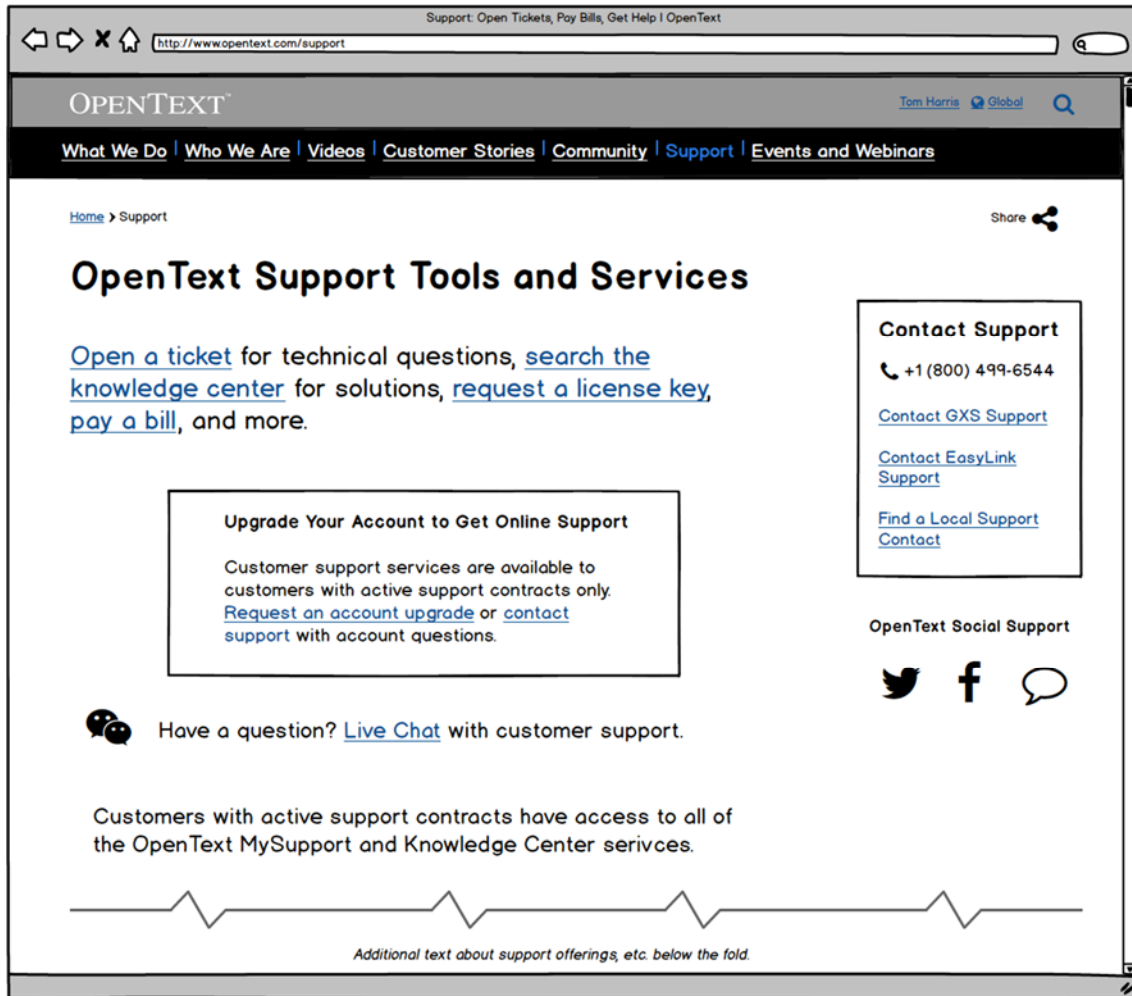 Support: Open Tickets, Pay Bills, Get Help | OpenText
http://www.opentext.com/support
OPENTEXT™
Tom Harris Global
What We Do | Who We Are | Videos | Customer Stories | Community | Support | Events and Webinars
Home > Support
Share
OpenText Support Tools and Services
Open a ticket for technical questions, search the
knowledge center for solutions, request a license key,
pay a bill, and more.
Upgrade Your Account to Get Online Support
Customer support services are available to
customers with active support contracts only.
Request an account upgrade or contact
support with account questions.
Have a question? Live Chat with customer support.
Customers with active support contracts have access to all of
the OpenText MySupport and Knowledge Center serivces.
Contact Support
+1 (800) 499-6544
Contact GXS Support
Contact EasyLink
Support
Find a Local Support
Contact
OpenText Social Support
Additional text about support offerings, etc. below the fold.